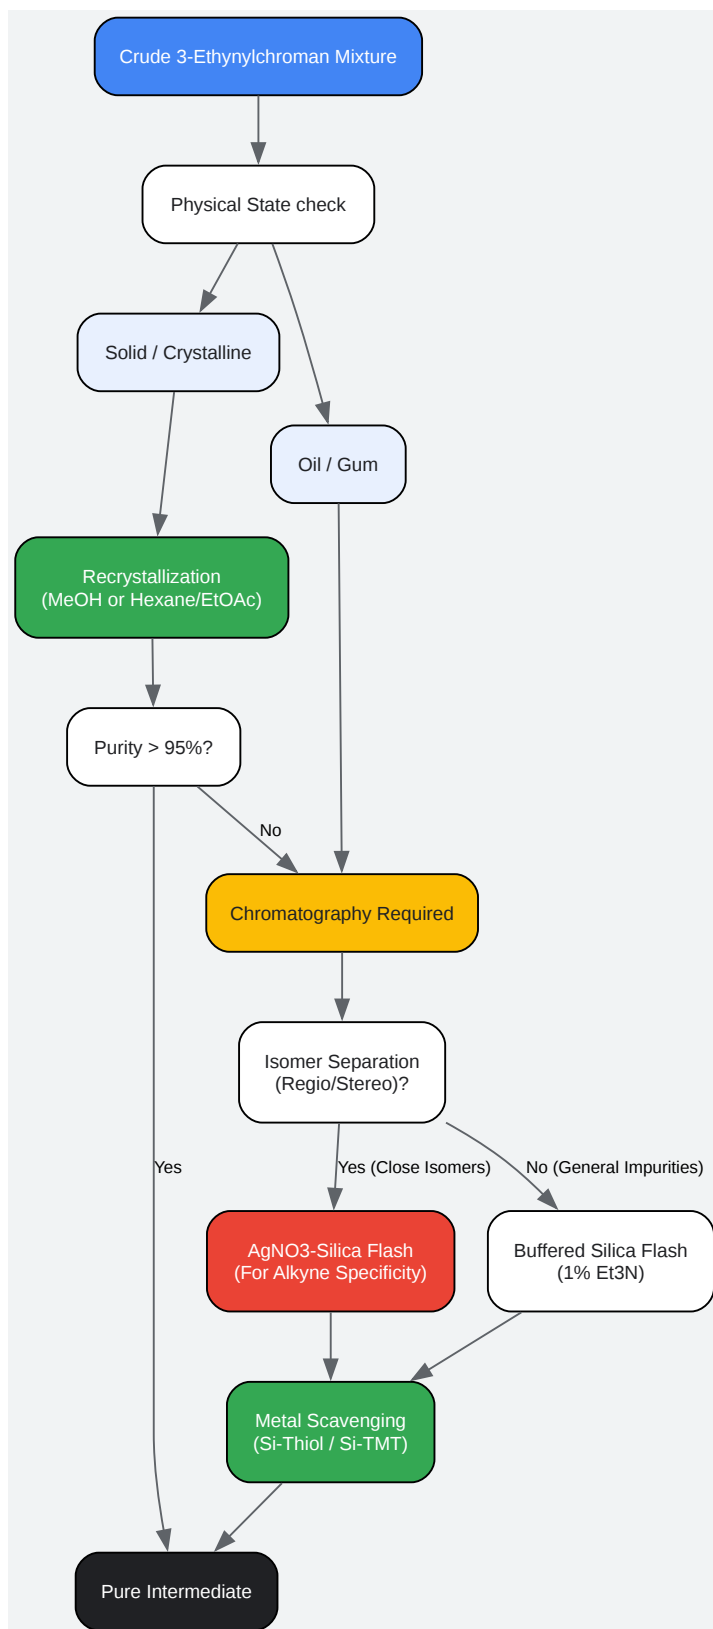 Crude 3-Ethynylchroman Mixture
Physical State check
Solid / Crystalline
Oil / Gum
Recrystallization
(MeOH or Hexane/EtOAc)
Purity > 95%?
No
Chromatography Required
Isomer Separation
(Regio/Stereo)?
Yes
Yes (Close Isomers)
No (General Impurities)
AgNO3-Silica Flash
(For Alkyne Specificity)
Buffered Silica Flash
(1% Et3N)
Metal Scavenging
(Si-Thiol / Si-TMT)
Pure Intermediate